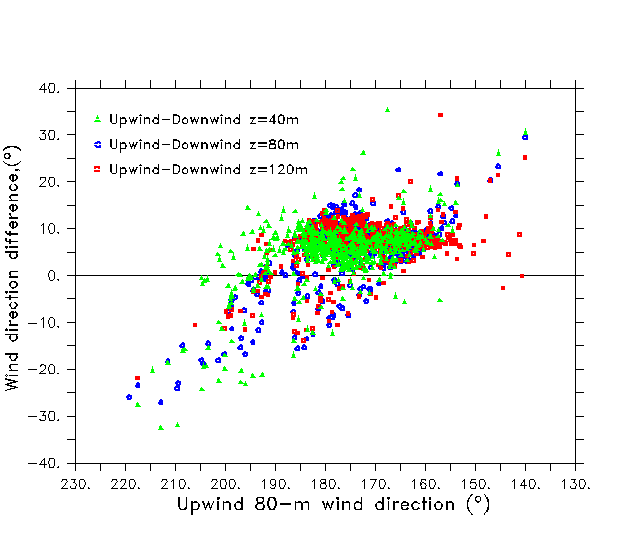 40.
30.
20.
10.
0.
-10.
-20.
-30.
-40.
Wind direction difference,(°)
Upwind-Downwind z=40m
Upwind-Downwind z=80m
Upwind-Downwind z=120m
230. 220. 210. 200. 190. 180. 170. 160. 150. 140. 130.
Upwind 80-m wind direction (°)